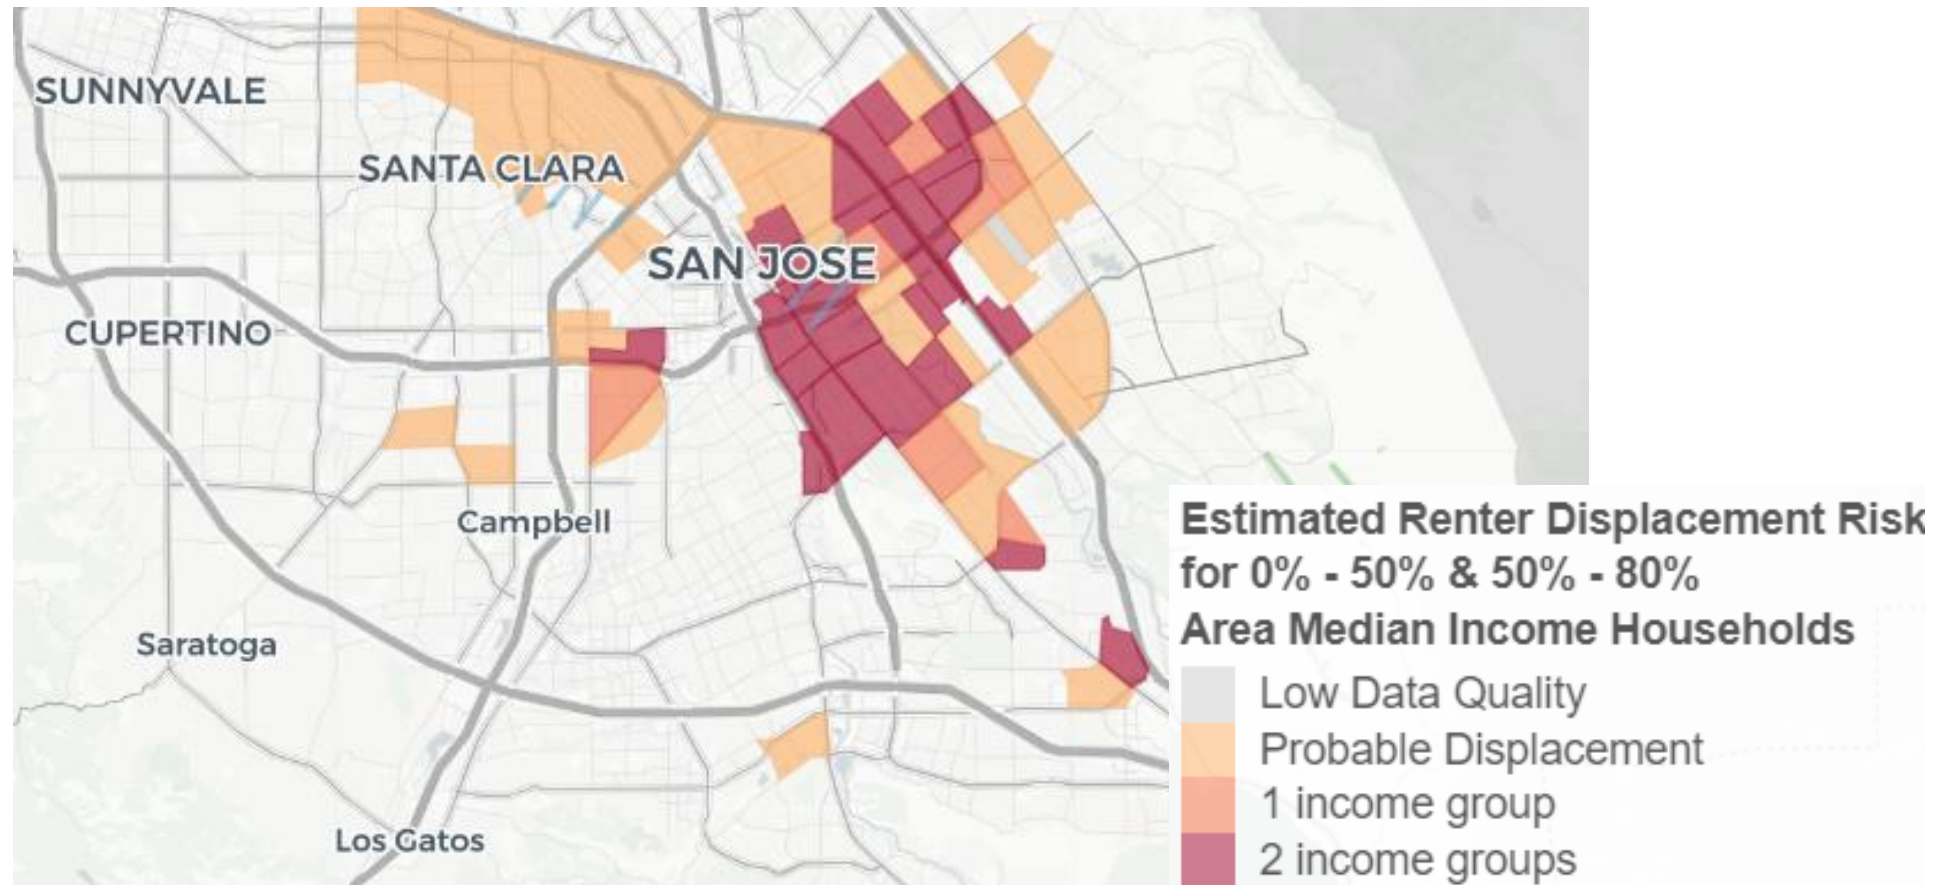 SUNNYVALE
SANTA CLARA
SAN JOSE
CUPERTINO
Campbell
Saratoga
Los Gatos
Estimated Renter Displacement Risk
for 0% - 50% & 50% - 80%
Area Median Income Households
Low Data Quality
Probable Displacement
1 income group
2 income groups